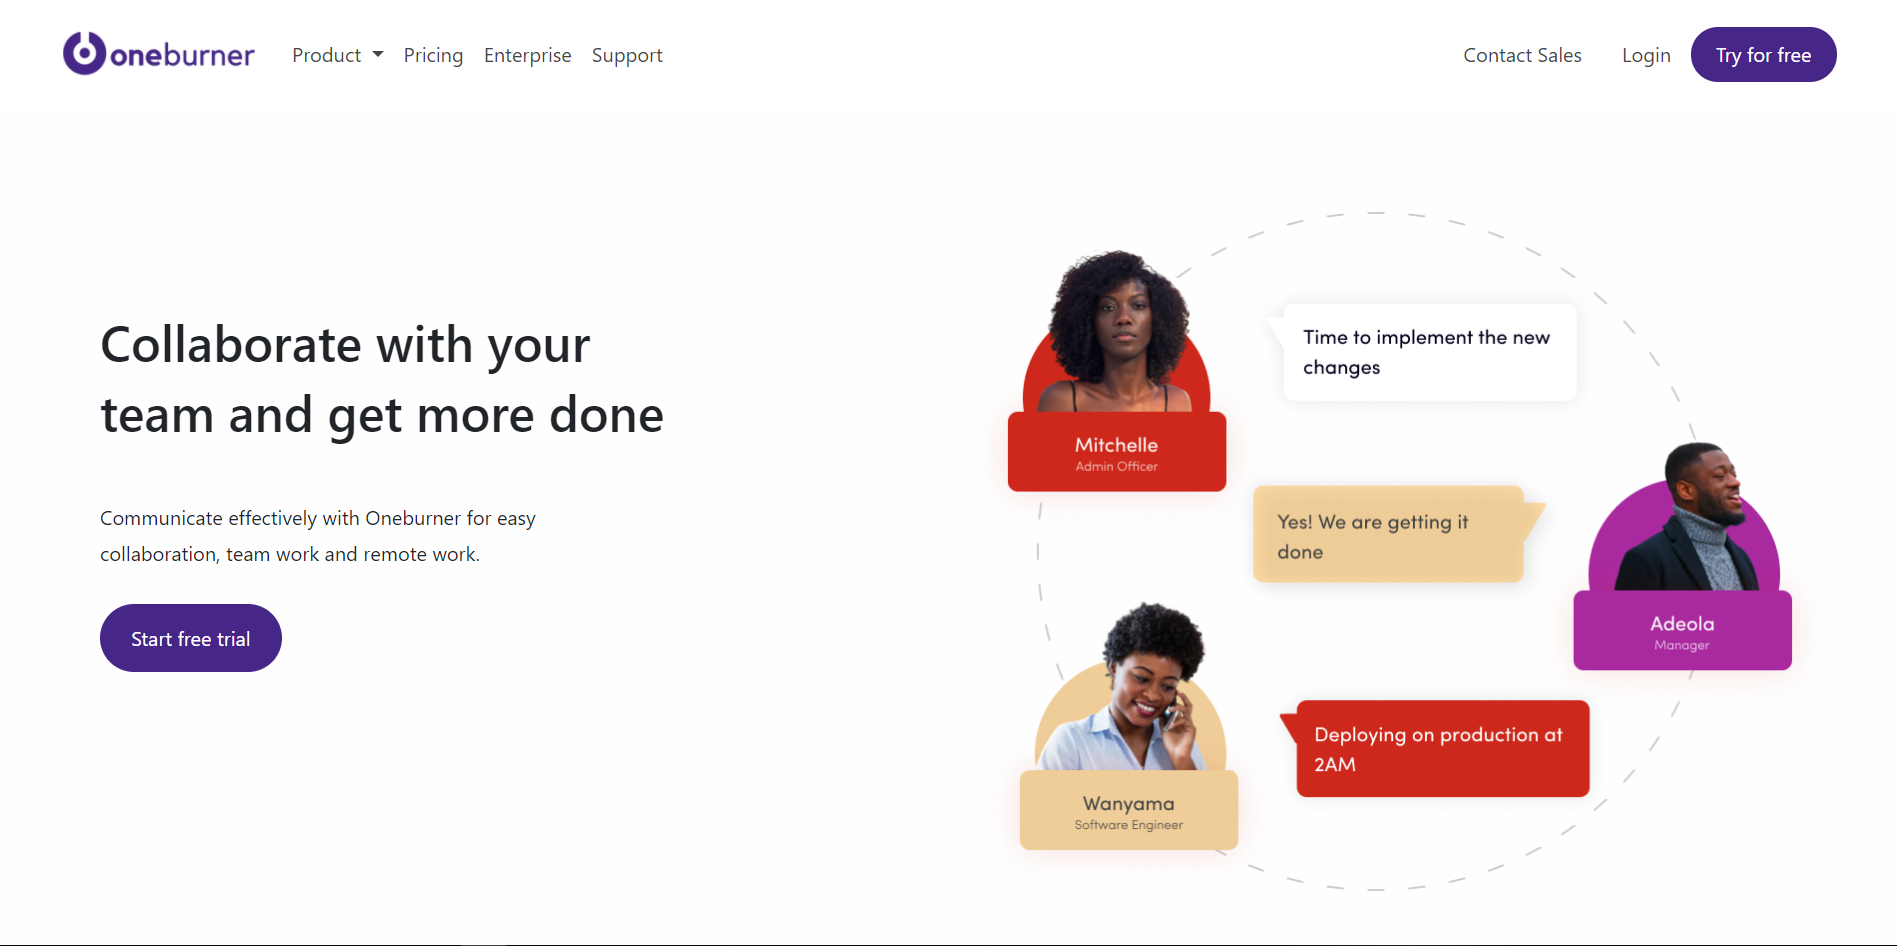 oneburner
Product
Pricing
Enterprise
Support
Contact Sales
Login
Try for free
Collaborate with your
team and get more done
Communicate effectively with Oneburner for easy
collaboration, team work and remote work.
Start free trial
Mitchelle
Admin Officer
Time to implement the new
changes
Yes! We are getting it
done
Adeola
Manager
Wanyama
Software Engineer
Deploying on production at
2AM